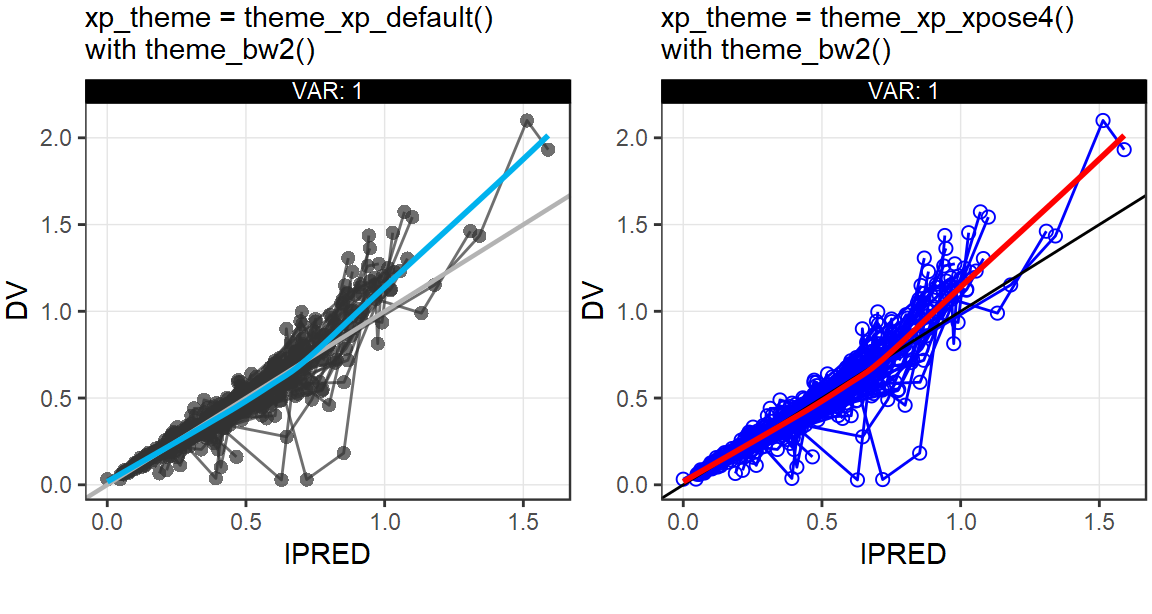 xp_theme = theme_xp_default()
with theme_bw2()
VAR: 1
DV
2.0
1.5
1.0
0.5
0.0
0.0 0.5 1.0 1.5
IPRED
xp_theme = theme_xp_xpose4()
with theme_bw2()
VAR: 1
DV
2.0
1.5
1.0
0.5
0.0
0.0 0.5 1.0 1.5
IPRED